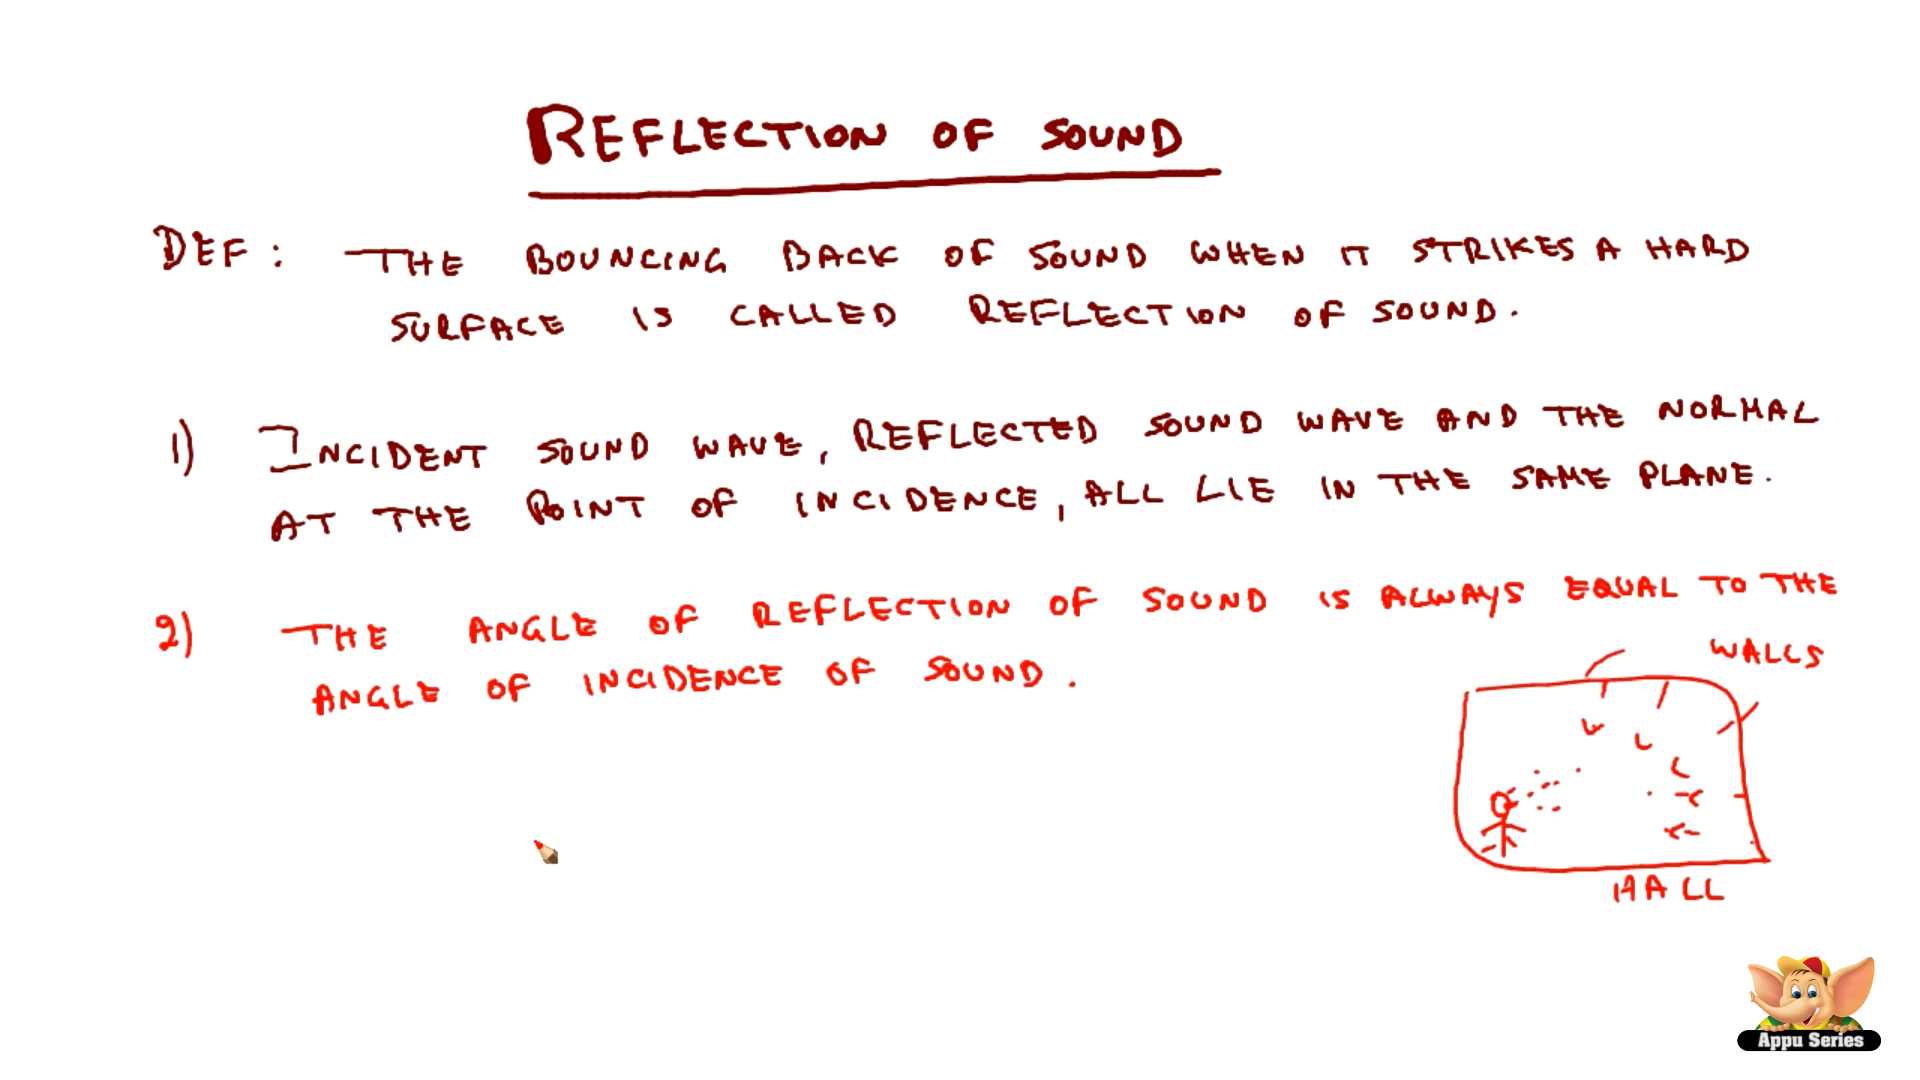 REFLECTION OF SOUND
DEF: THE BOUNCING BACK OF SOUND WHEN IT STRIKES A HARD
SURFACE IS CALLED REFLECTION OF SOUND.
1) INCIDENT SOUND WAVE, REFLECTED SOUND WAVE AND THE NORMAL
AT THE POINT OF INCIDENCE, ALL LIE IN THE SAME PLANE.
2) THE ANGLE OF REFLECTION OF SOUND IS ALWAYS EQUAL TO THE
ANGLE OF INCIDENCE OF SOUND.
WALLS
HALL
Appu Series